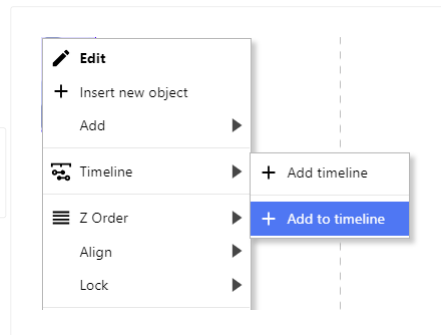 Edit
Insert new object
Add
Timeline
Add timeline
Z Order
Add to timeline
Align
Lock